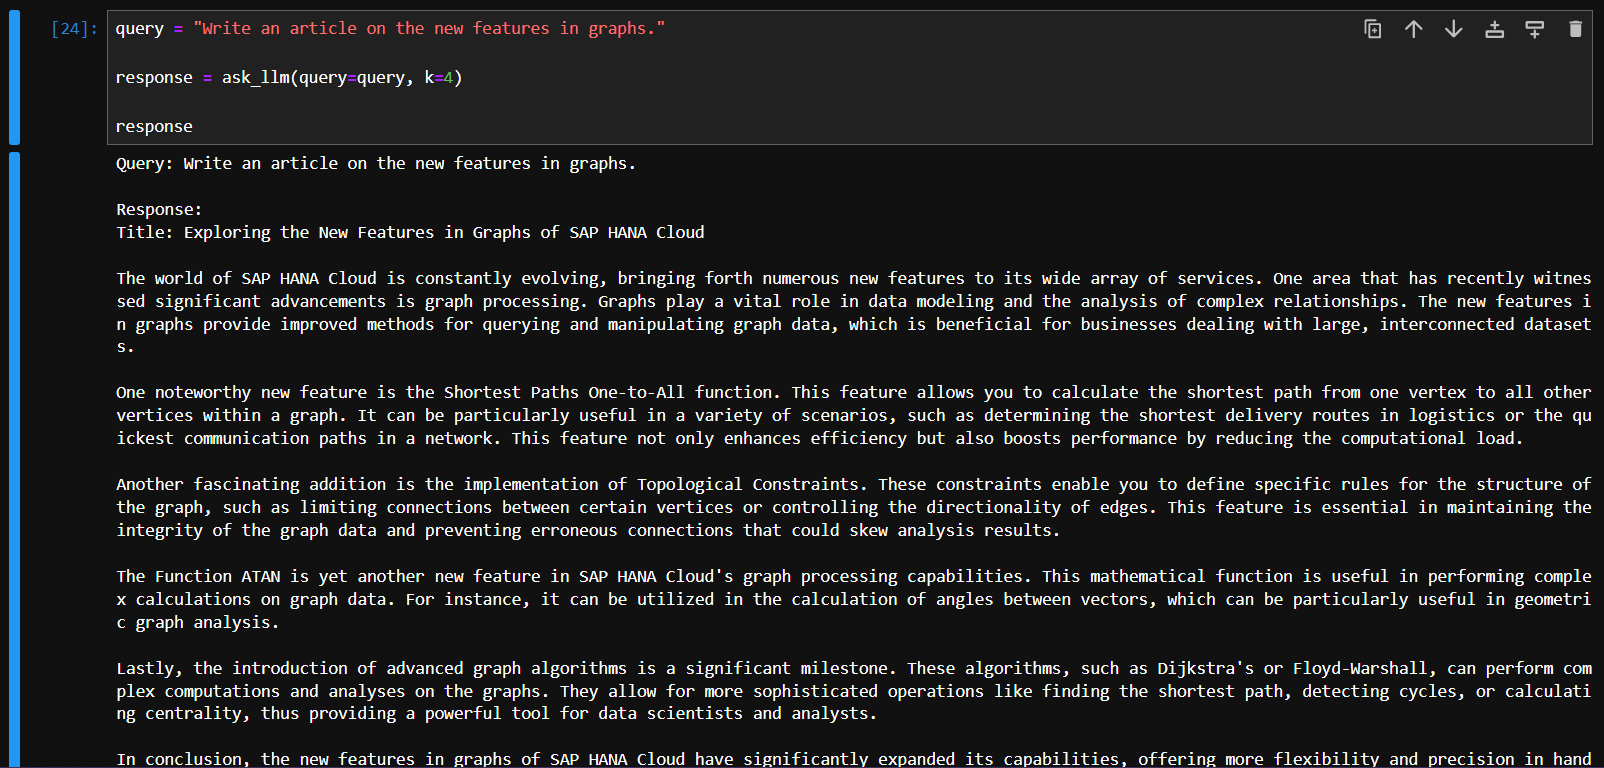 [24]: query = "Write an article on the new features in graphs."
response = ask_llm(query=query, k=4)
response
Query: Write an article on the new features in graphs.
Response:
Title: Exploring the New Features in Graphs of SAP HANA Cloud
The world of SAP HANA Cloud is constantly evolving, bringing forth numerous new features to its wide array of services. One area that has recently witnes
sed significant advancements is graph processing. Graphs play a vital role in data modeling and the analysis of complex relationships. The new features i
n graphs provide improved methods for querying and manipulating graph data, which is beneficial for businesses dealing with large, interconnected dataset
s.
One noteworthy new feature is the Shortest Paths One-to-All function. This feature allows you to calculate the shortest path from one vertex to all other
vertices within a graph. It can be particularly useful in a variety of scenarios, such as determining the shortest delivery routes in logistics or the qu
ickest communication paths in a network. This feature not only enhances efficiency but also boosts performance by reducing the computational load.
Another fascinating addition is the implementation of Topological Constraints. These constraints enable you to define specific rules for the structure of
the graph, such as limiting connections between certain vertices or controlling the directionality of edges. This feature is essential in maintaining the
integrity of the graph data and preventing erroneous connections that could skew analysis results.
The Function ATAN is yet another new feature in SAP HANA Cloud's graph processing capabilities. This mathematical function is useful in performing comple
x calculations on graph data. For instance, it can be utilized in the calculation of angles between vectors, which can be particularly useful in geometri
c graph analysis.
Lastly, the introduction of advanced graph algorithms is a significant milestone. These algorithms, such as Dijkstra's or Floyd-Warshall, can perform com
plex computations and analyses on the graphs. They allow for more sophisticated operations like finding the shortest path, detecting cycles, or calculati
ng centrality, thus providing a powerful tool for data scientists and analysts.
In conclusion, the new features in graphs of SAP HANA Cloud have significantly expanded its capabilities, offering more flexibility and precision in hand